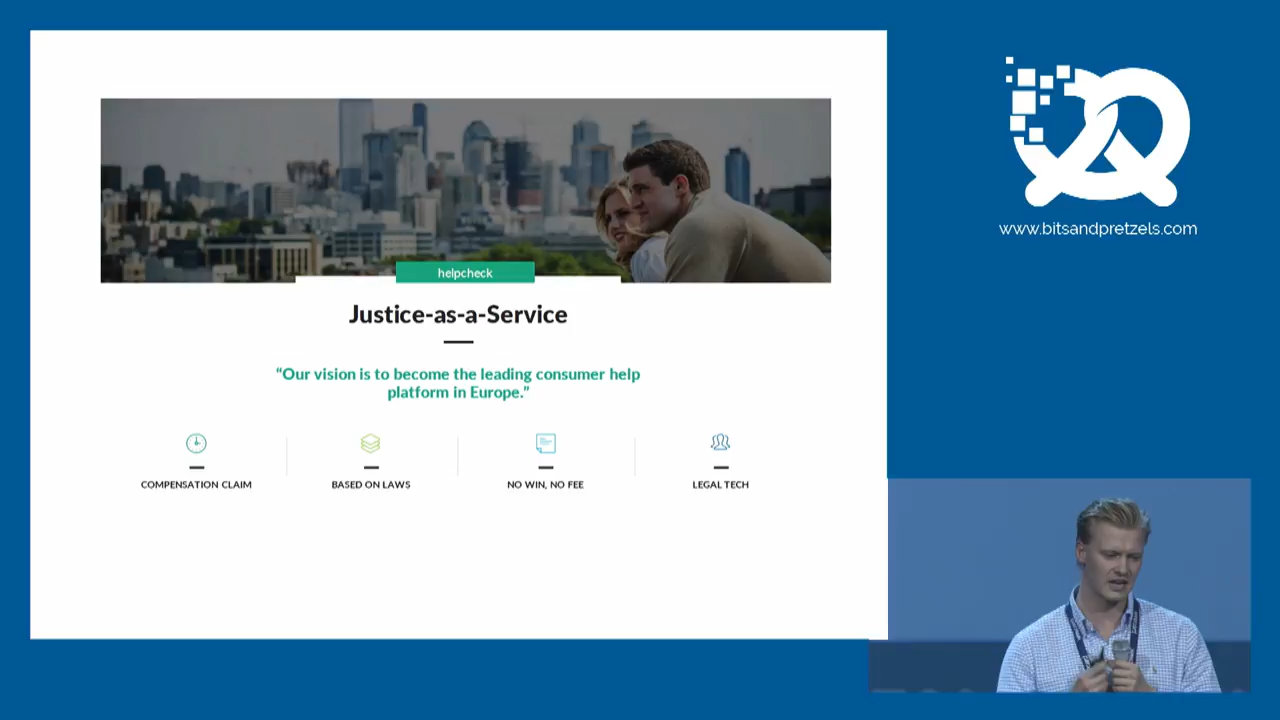 www.bitsandpretzels.com
helpcheck
Justice-as-a-Service
“Our vision is to become the leading consumer help
platform in Europe.”
COMPENSATION CLAIM
BASED ON LAWS
NO WIN, NO FEE
LEGAL TECH